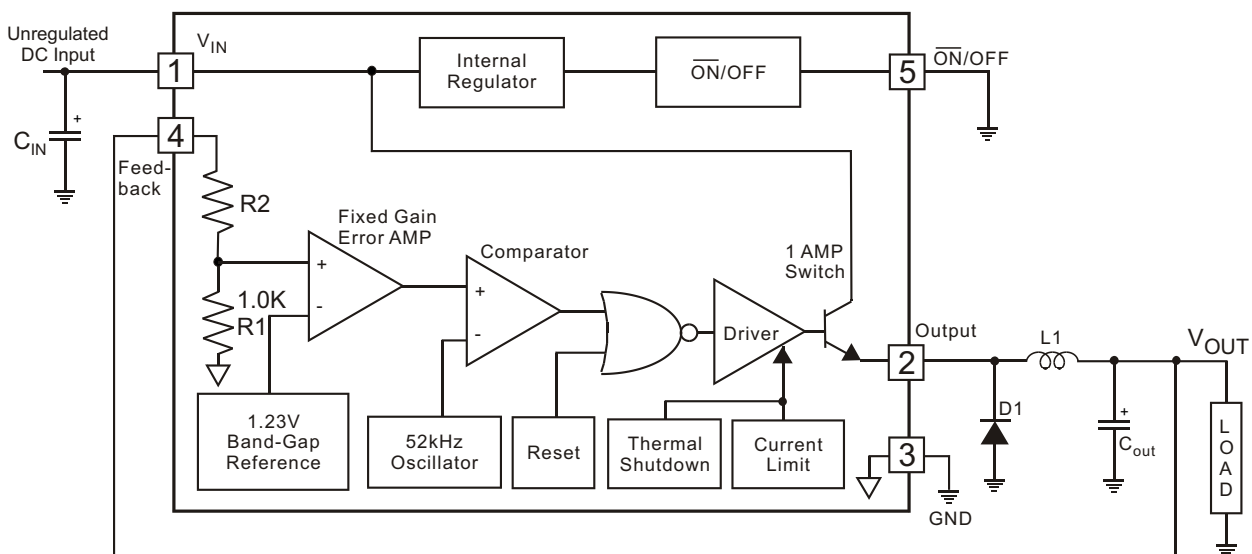 Unregulated
DC Input
V_IN
1
Internal
Regulator
ON/OFF
5
ON/OFF
+
C_IN
4
Feed-
back
R2
Fixed Gain
Error AMP
Comparator
1 AMP
Switch
+
-
1.0K
R1
+
-
Driver
Output
2
L1
V_OUT
1.23V
Band-Gap
Reference
52kHz
Oscillator
Reset
Thermal
Shutdown
Current
Limit
3
GND
D1
+
C_out
LOAD